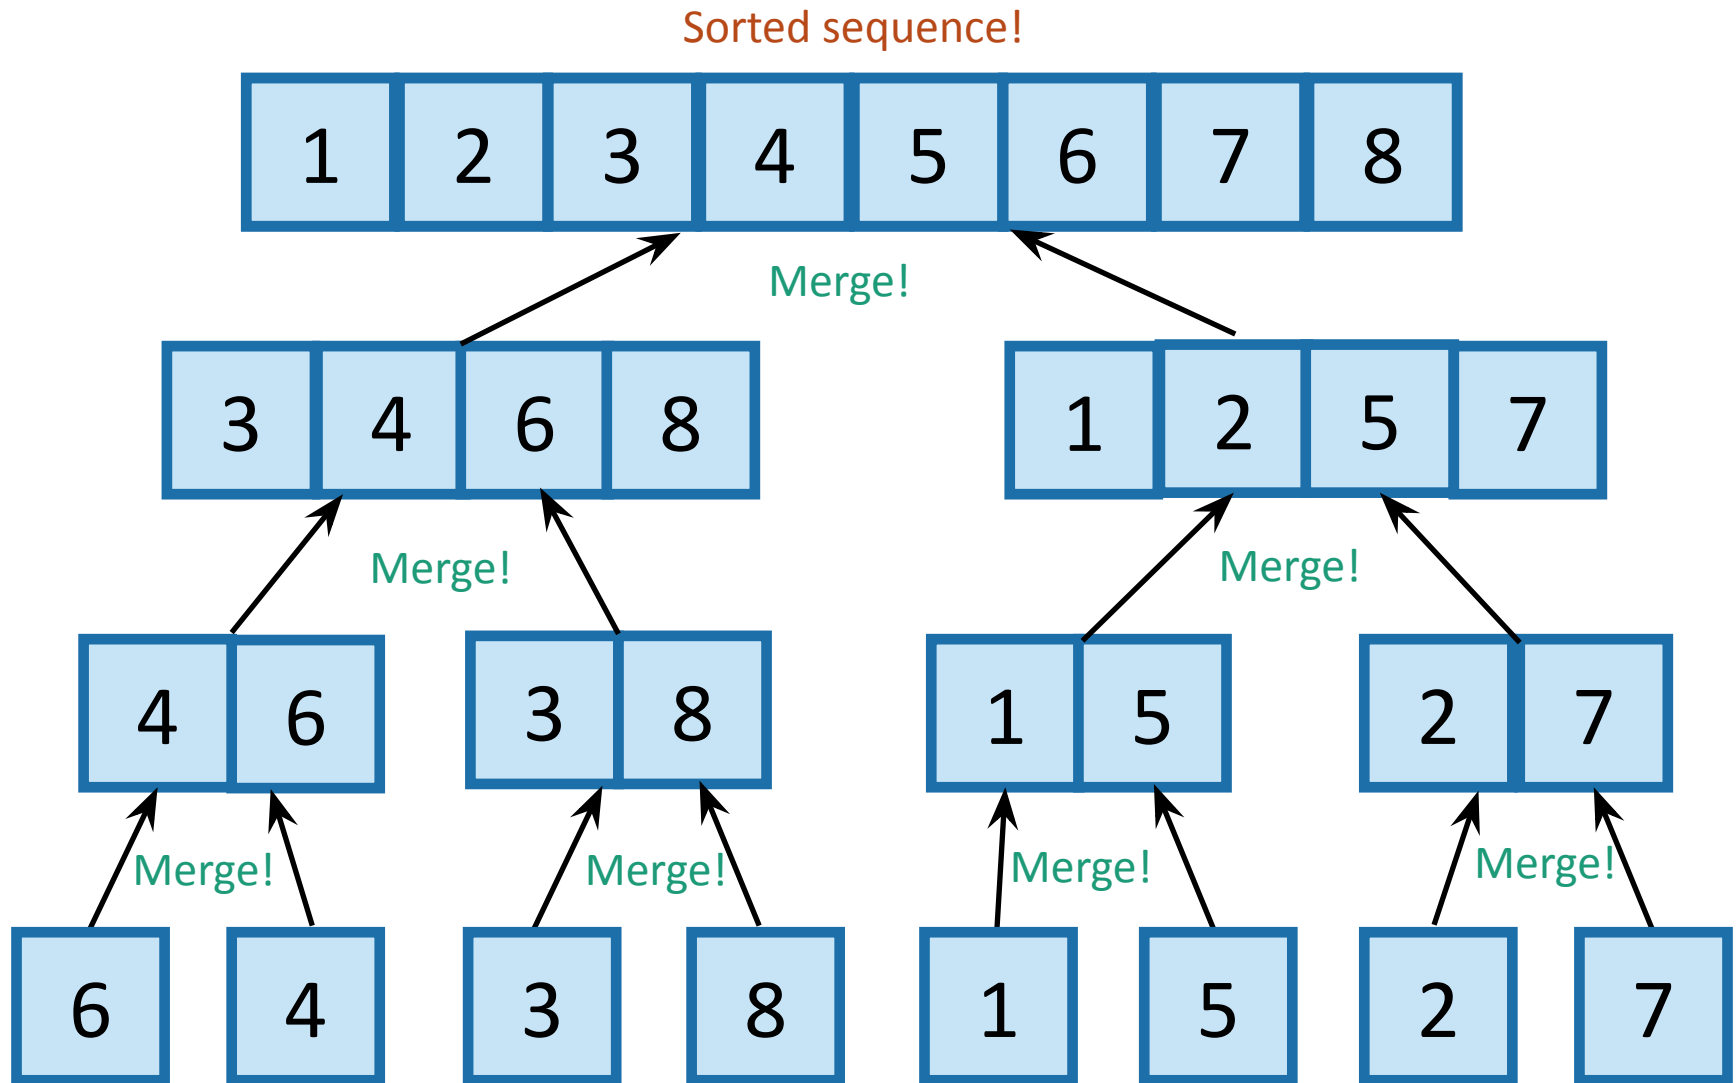 Sorted sequence!
1 2 3 4 5 6 7 8
Merge!
3 4 6 8 1 2 5 7
Merge! Merge!
4 6 3 8 1 5 2 7
Merge! Merge! Merge! Merge!
6 4 3 8 1 5 2 7